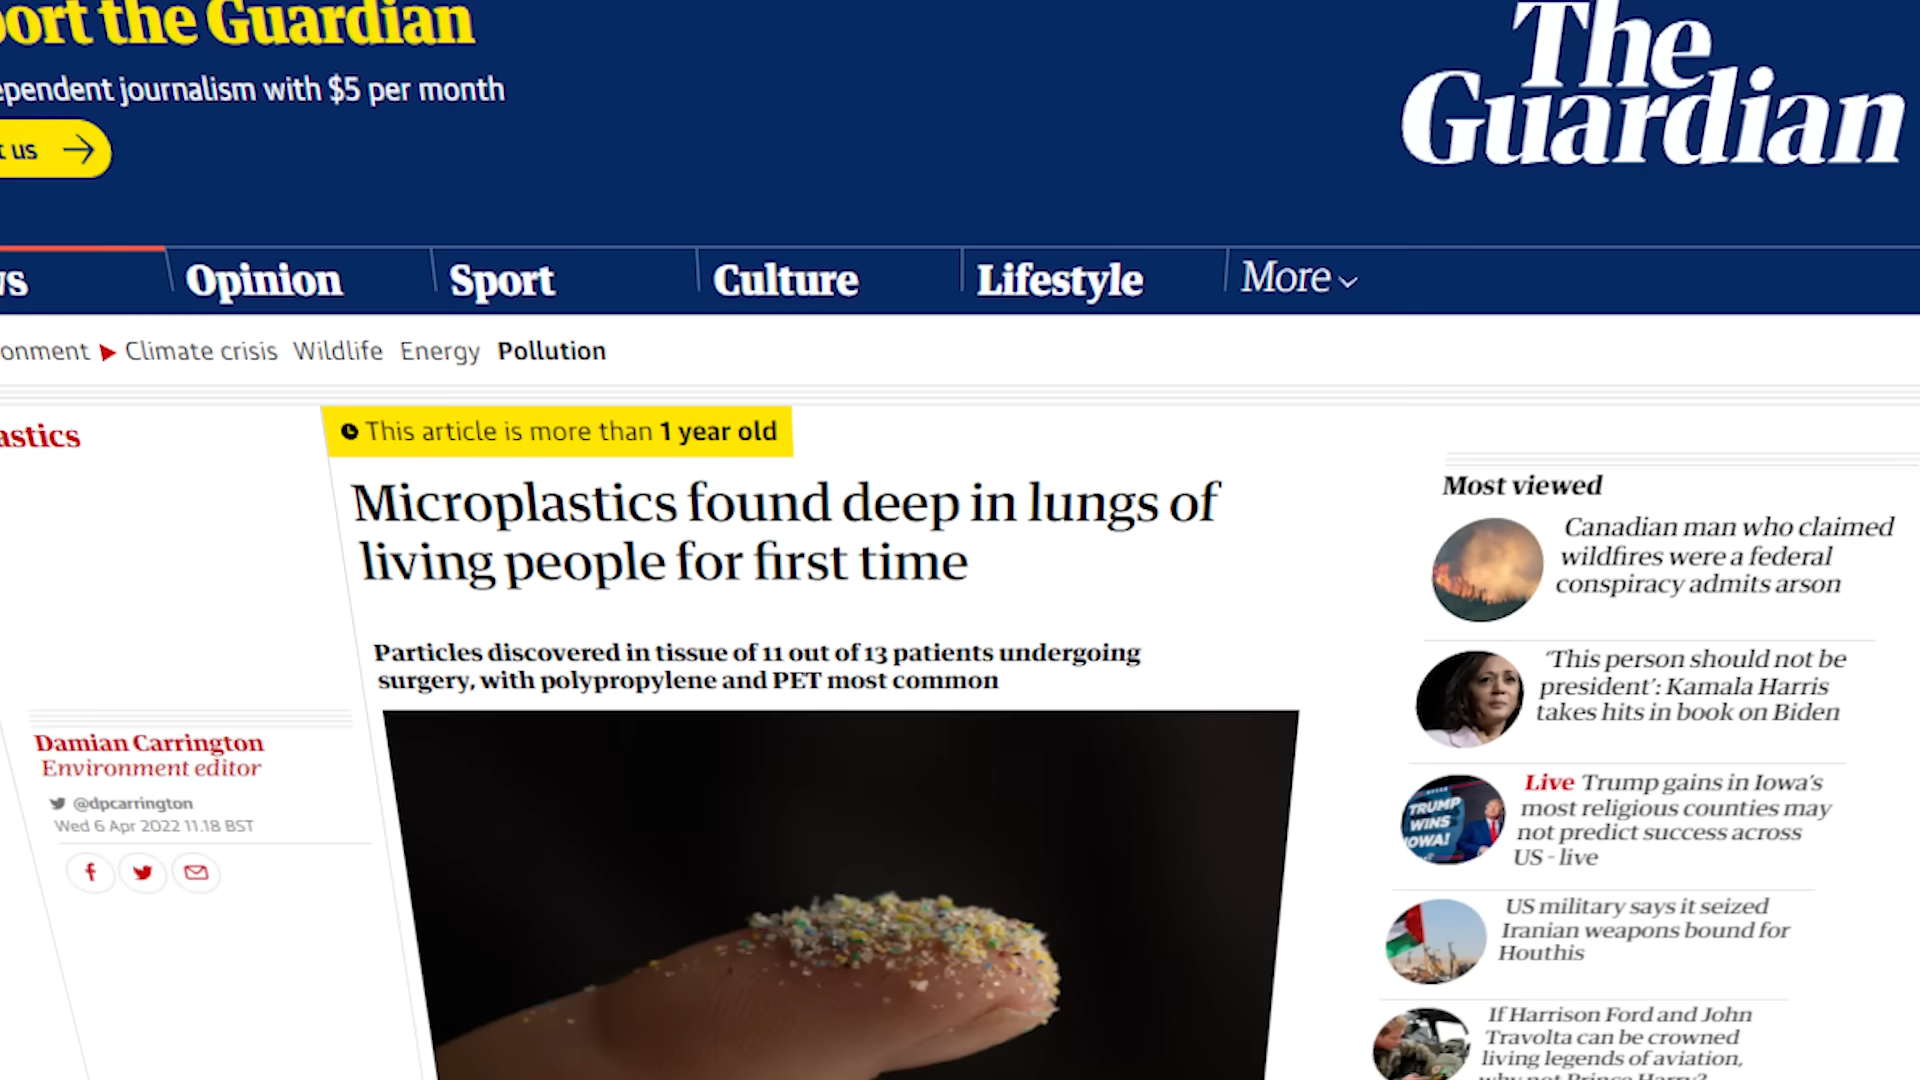 ort the Guardian
ependent journalism with $5 per month
t us
The
Guardian
ws
Opinion
Sport
Culture
Lifestyle
More
onment
Climate crisis
Wildlife
Energy
Pollution
astics
This article is more than 1 year old
Microplastics found deep in lungs of
living people for first time
Particles discovered in tissue of 11 out of 13 patients undergoing
surgery, with polypropylene and PET most common
Damian Carrington
Environment editor
@dpcarrington
Wed 6 Apr 2022 11.18 BST
Most viewed
Canadian man who claimed
wildfires were a federal
conspiracy admits arson
‘This person should not be
president’: Kamala Harris
takes hits in book on Biden
TRUMP
WINS
IOWA!
Live Trump gains in Iowa’s
most religious counties may
not predict success across
US - live
US military says it seized
Iranian weapons bound for
Houthis
If Harrison Ford and John
Travolta can be crowned
living legends of aviation,
why not Prince Harry?